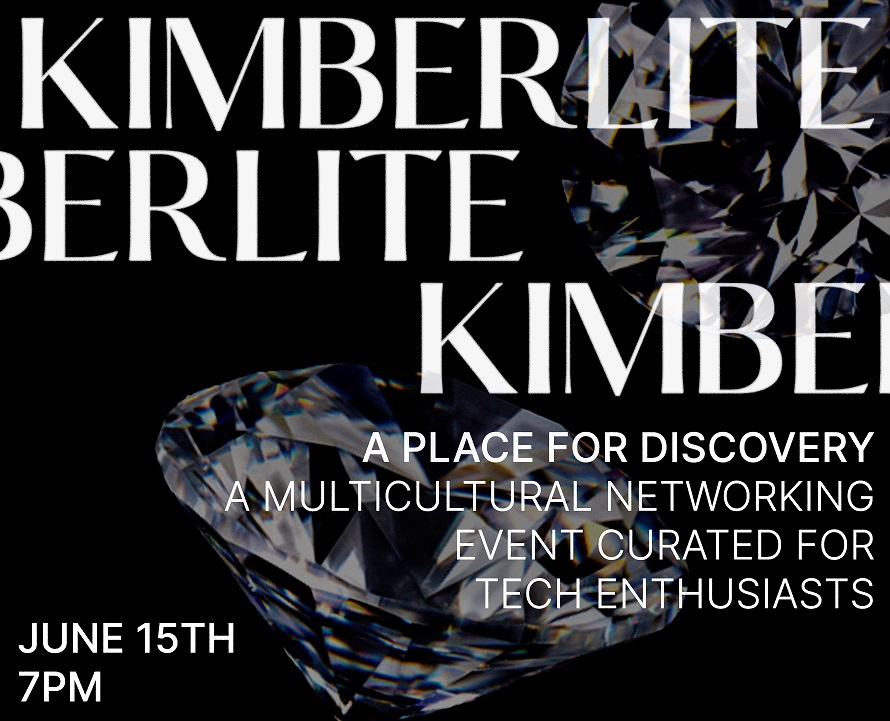 KIMBERLITE
BERLITE
KIMBE
A PLACE FOR DISCOVERY
A MULTICULTURAL NETWORKING
EVENT CURATED FOR
TECH ENTHUSIASTS
JUNE 15TH
7PM